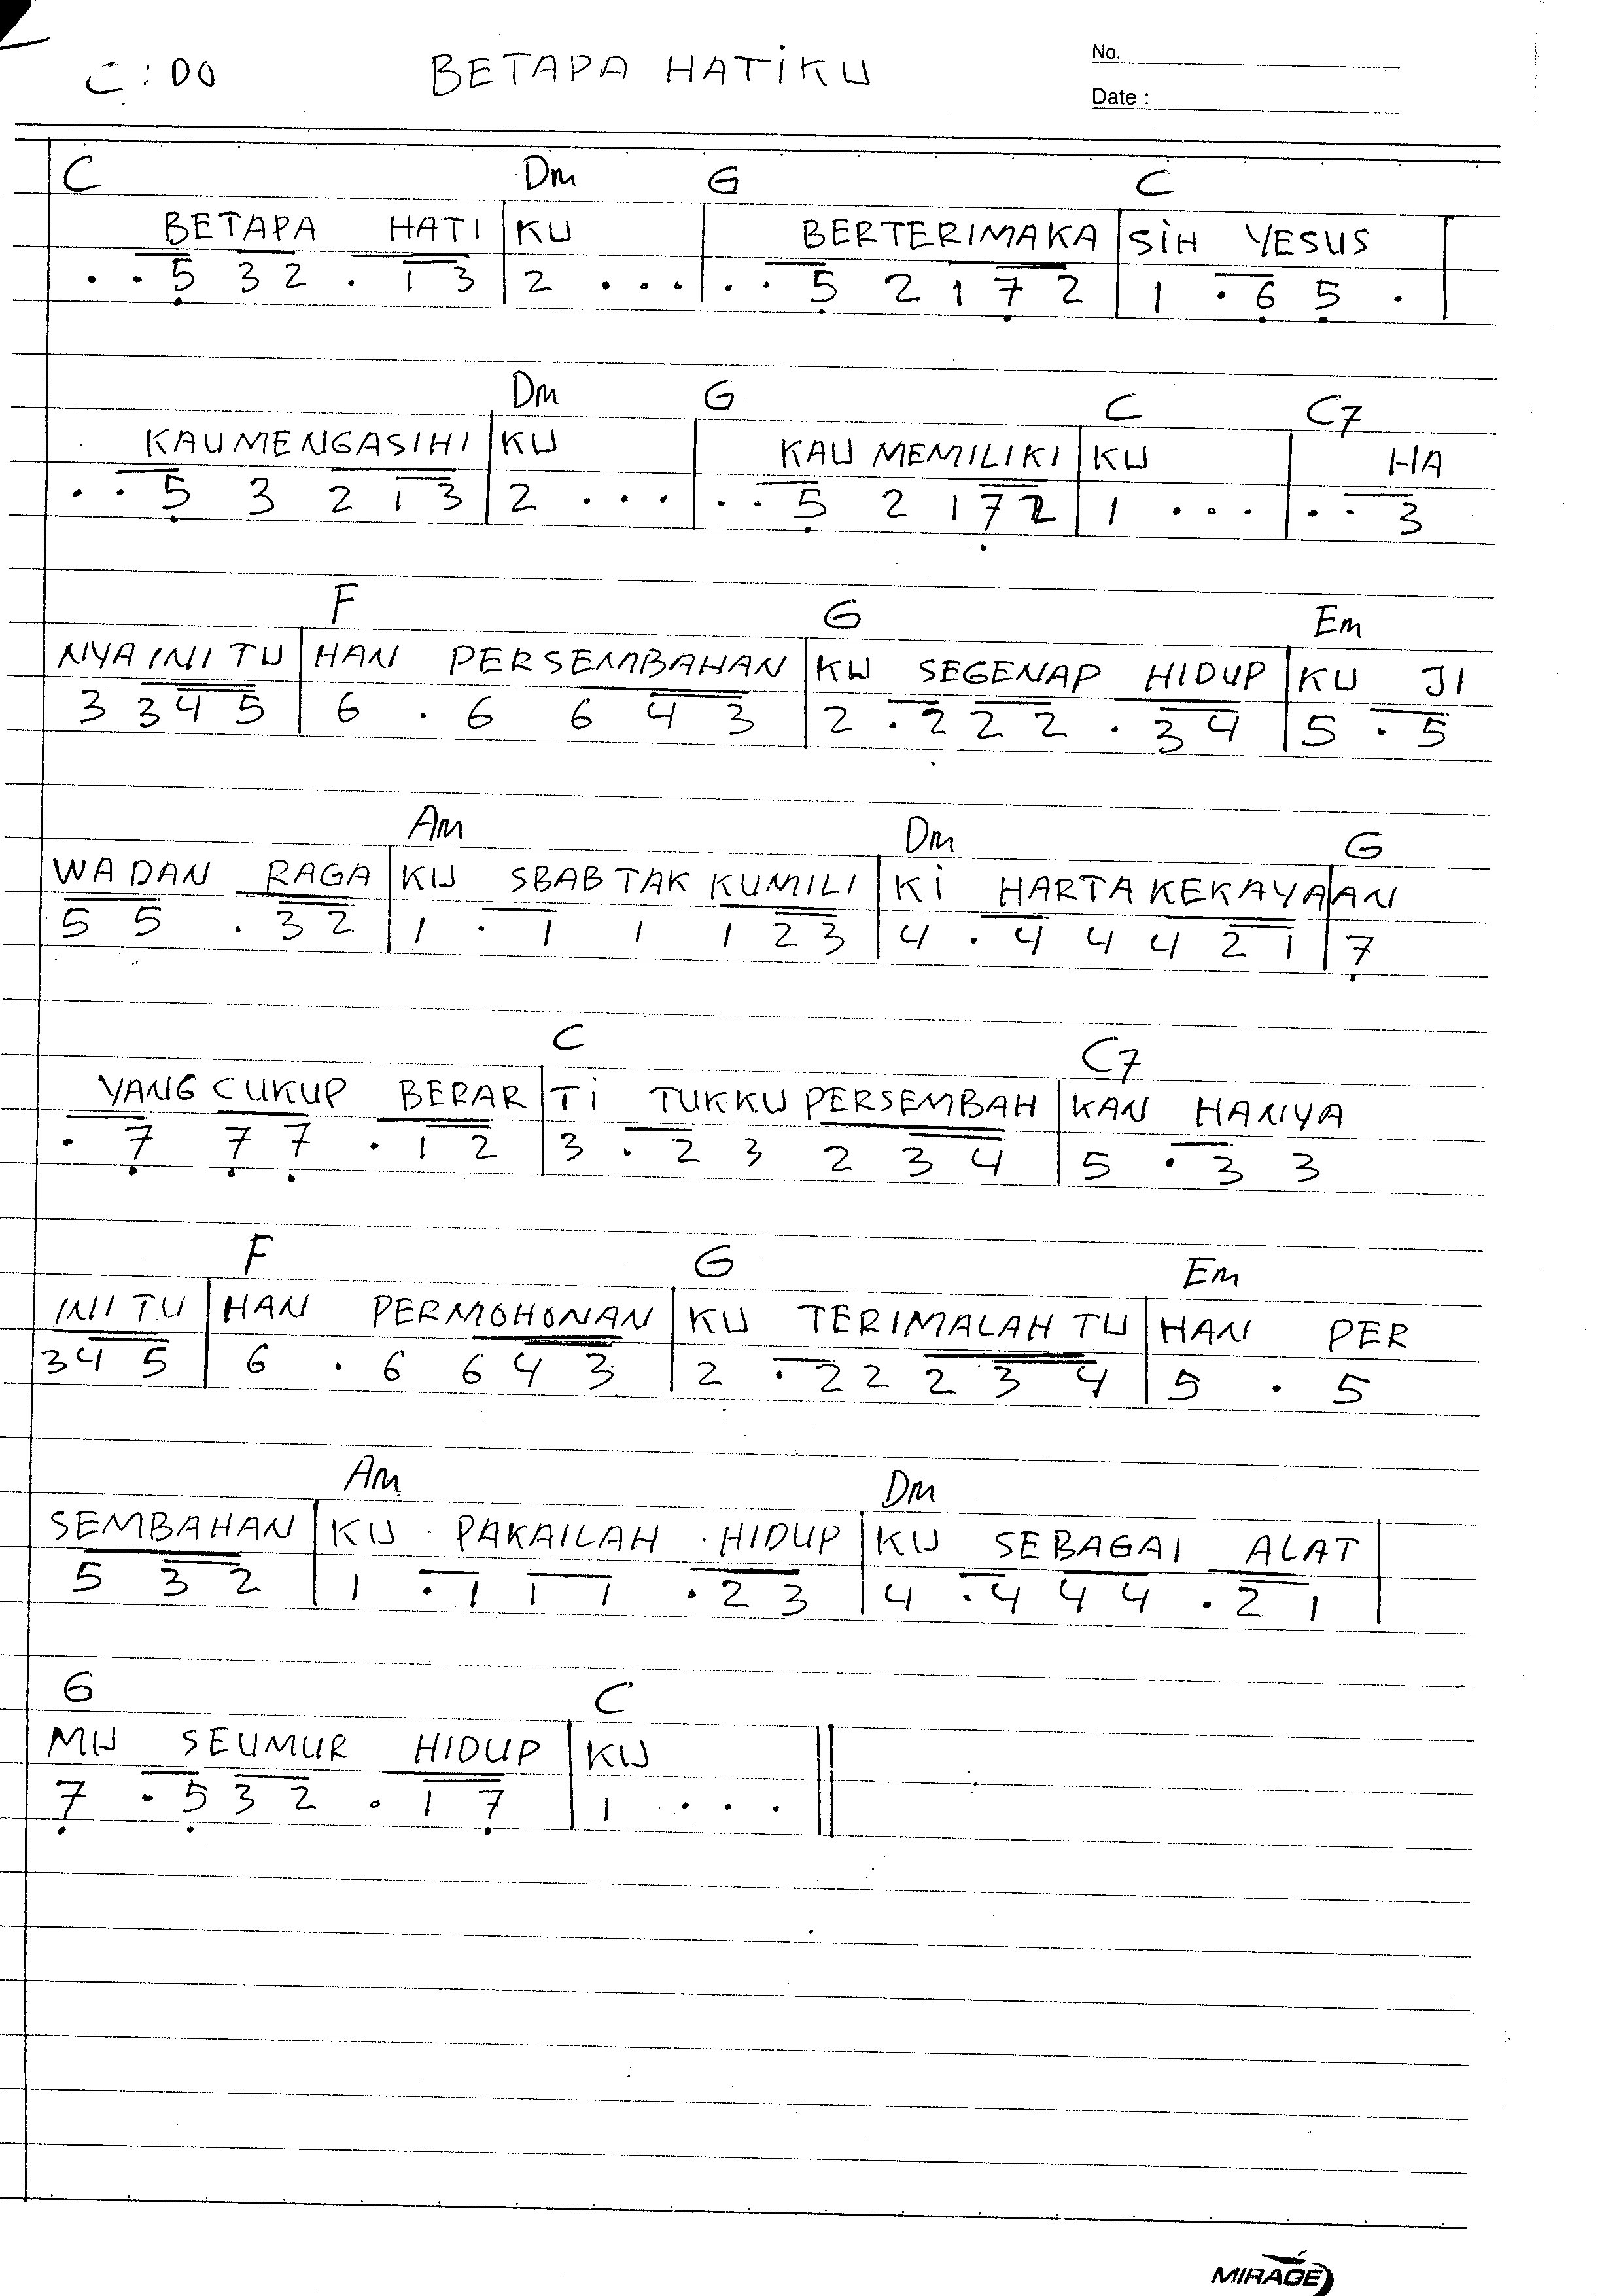 C : DO BETAPA HATIKU No.
Date :
C Dm G C
BETAPA HATI | KU | BERTERIMAKA | SIH YESUS |
. . 5 3 2 . 1 3 | 2 . . . | . . 5 2 1 7 2 | 1 . 6 5 . |
Dm G C C7
KAU MENGASIHI | KU | KAU MEMILIKI | KU | HA
. . 5 3 2 1 3 | 2 . . . | . . 5 2 1 7 2 | 1 . . . | . . 3
F G Em
NYA INI TU | HAN PERSEMBAHAN | KU SEGENAP HIDUP | KU JI
3 3 4 5 | 6 . 6 6 4 3 | 2 . 2 2 2 . 3 4 | 5 . 5
Am Dm G
WA DAN RAGA | KU SBAB TAK KUMILI | KI HARTA KEKAYA | AN
5 5 . 3 2 | 1 . 1 1 1 2 3 | 4 . 4 4 4 2 1 | 7
C C7
YANG CUKUP BERAR | TI TUKKU PERSEMBAH | KAN HANYA
. 7 7 7 . 1 2 | 3 . 2 3 2 3 4 | 5 . 3 3
F G Em
INI TU | HAN PERMOHONAN | KU TERIMALAH TU | HAN PER
3 4 5 | 6 . 6 6 4 3 | 2 . 2 2 2 3 4 | 5 . 5
Am Dm
SEMBAHAN | KU PAKAILAH HIDUP | KU SEBAGAI ALAT |
5 3 2 | 1 . 1 1 1 . 2 3 | 4 . 4 4 4 . 2 1 |
G C
MU SEUMUR HIDUP | KU ||
7 . 5 3 2 . 1 7 | 1 . . . ||
MIRAGE